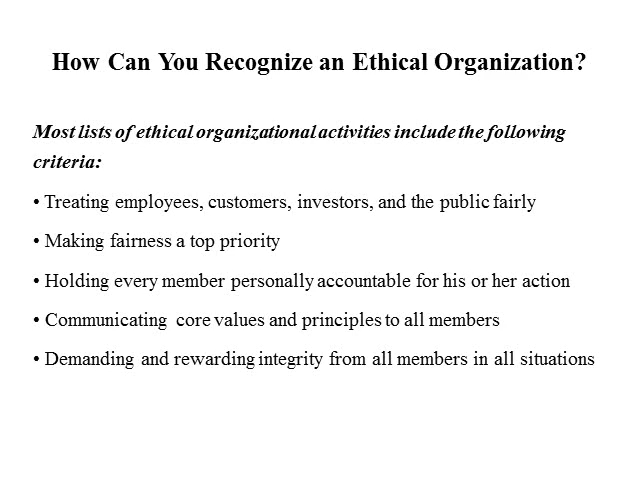 How Can You Recognize an Ethical Organization?
Most lists of ethical organizational activities include the following
criteria:
• Treating employees, customers, investors, and the public fairly
• Making fairness a top priority
• Holding every member personally accountable for his or her action
• Communicating core values and principles to all members
• Demanding and rewarding integrity from all members in all situations